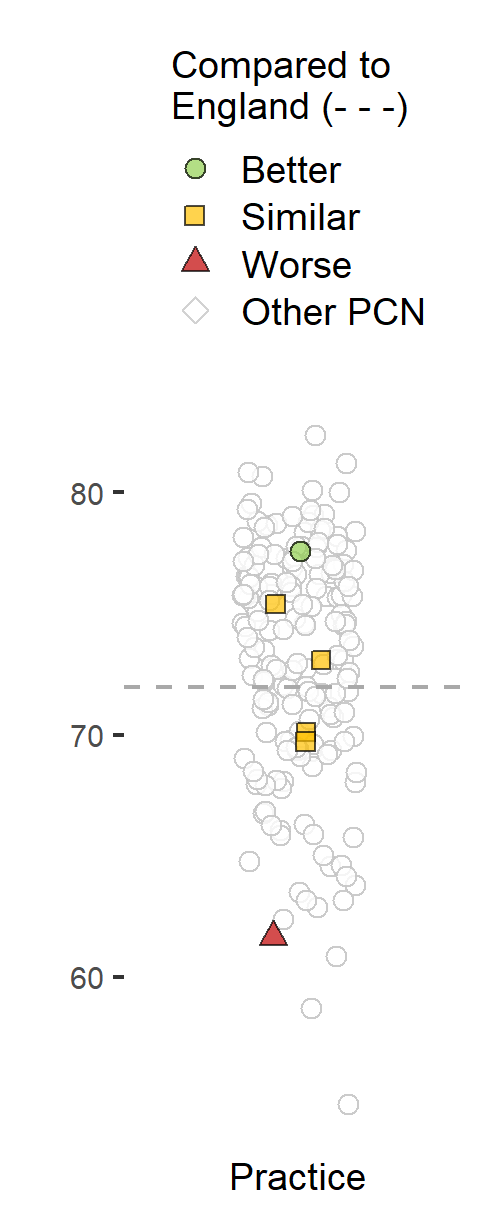 Compared to
England (- - -)
Better
Similar
Worse
Other PCN
80
70
60
Practice